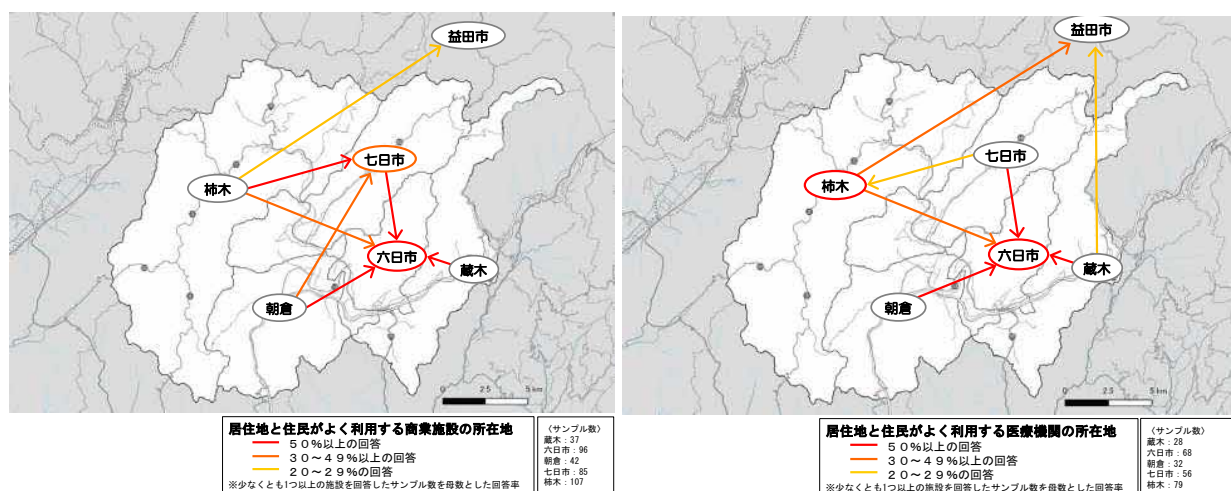 益田市
七日市
柿木
六日市
蔵木
朝倉
0 2.5 5 km
居住地と住民がよく利用する商業施設の所在地
50%以上の回答
30～49%以上の回答
20～29%の回答
※少なくとも1つ以上の施設を回答したサンプル数を母数とした回答率
〈サンプル数〉
蔵木：37
六日市：96
朝倉：42
七日市：85
柿木：107
益田市
七日市
柿木
六日市
蔵木
朝倉
0 2.5 5 km
居住地と住民がよく利用する医療機関の所在地
50%以上の回答
30～49%以上の回答
20～29%の回答
※少なくとも1つ以上の施設を回答したサンプル数を母数とした回答率
〈サンプル数〉
蔵木：28
六日市：68
朝倉：32
七日市：56
柿木：79